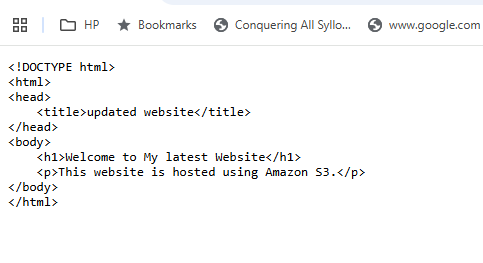 HP Bookmarks Conquering All Syllo... www.google.com
<!DOCTYPE html>
<html>
<head>
    <title>updated website</title>
</head>
<body>
    <h1>Welcome to My latest Website</h1>
    <p>This website is hosted using Amazon S3.</p>
</body>
</html>